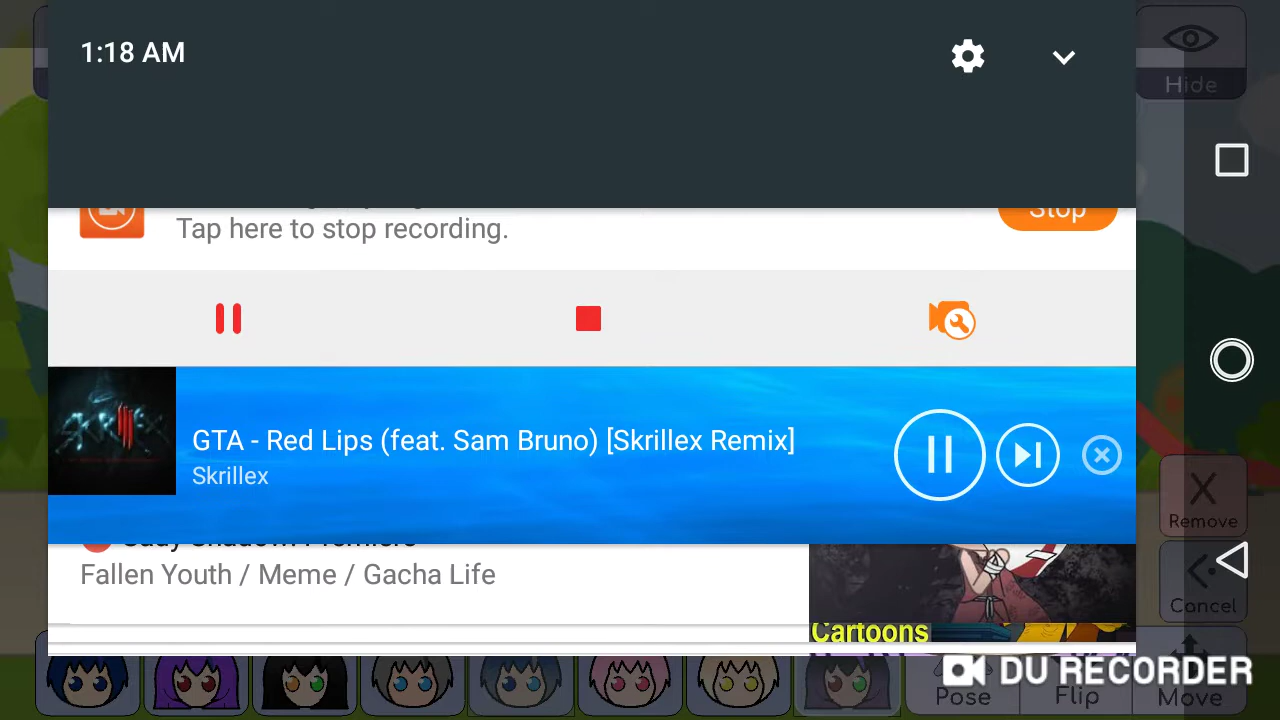 1:18 AM
Hide
Tap here to stop recording.
Stop
GTA - Red Lips (feat. Sam Bruno) [Skrillex Remix]
Skrillex
Fallen Youth / Meme / Gacha Life
Cartoons
Remove
Cancel
Pose
Flip
Move
DU RECORDER